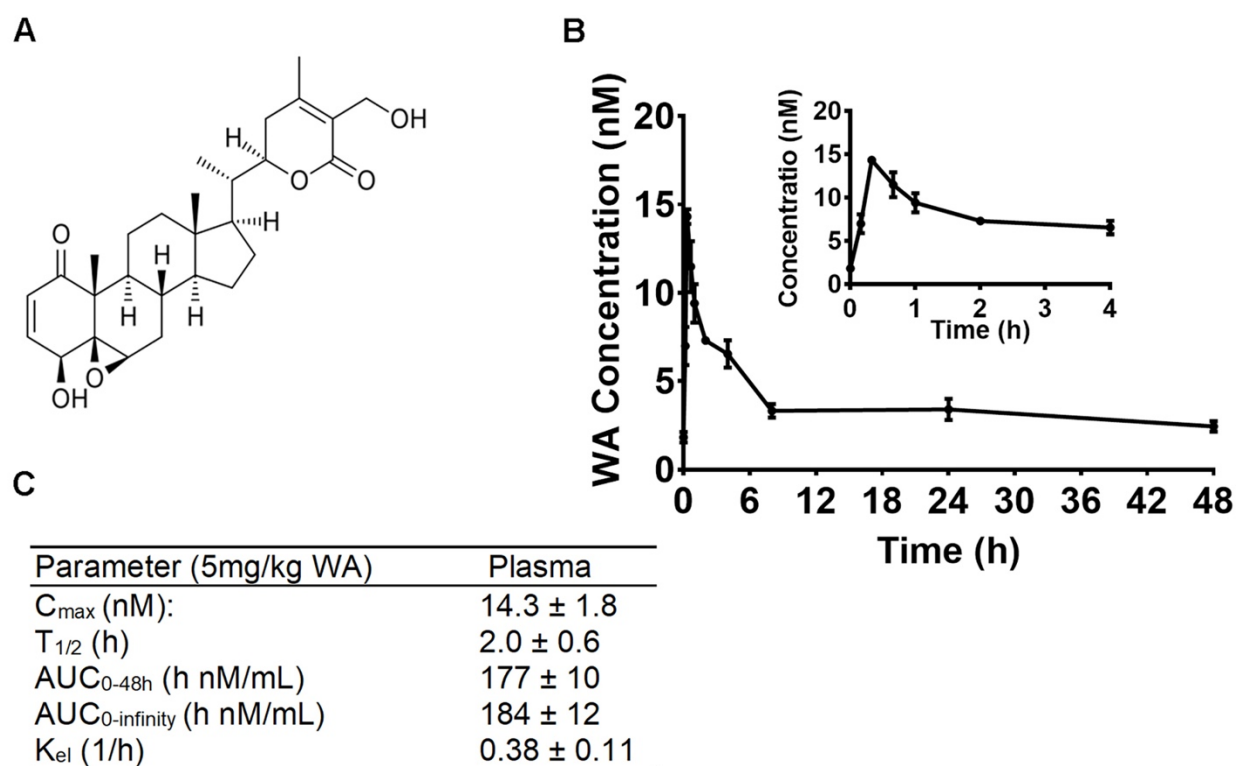 A
B
OH
H
O
O
O
H
H
H
H
O
OH
WA Concentration (nM)
20
15
10
5
0
0 6 12 18 24 30 36 42 48
Time (h)
Concentratio (nM)
20
15
10
5
0
0 1 2 3 4
Time (h)
C
Parameter (5mg/kg WA) Plasma
Cmax (nM): 14.3 ± 1.8
T1/2 (h) 2.0 ± 0.6
AUC0-48h (h nM/mL) 177 ± 10
AUC0-infinity (h nM/mL) 184 ± 12
Kel (1/h) 0.38 ± 0.11